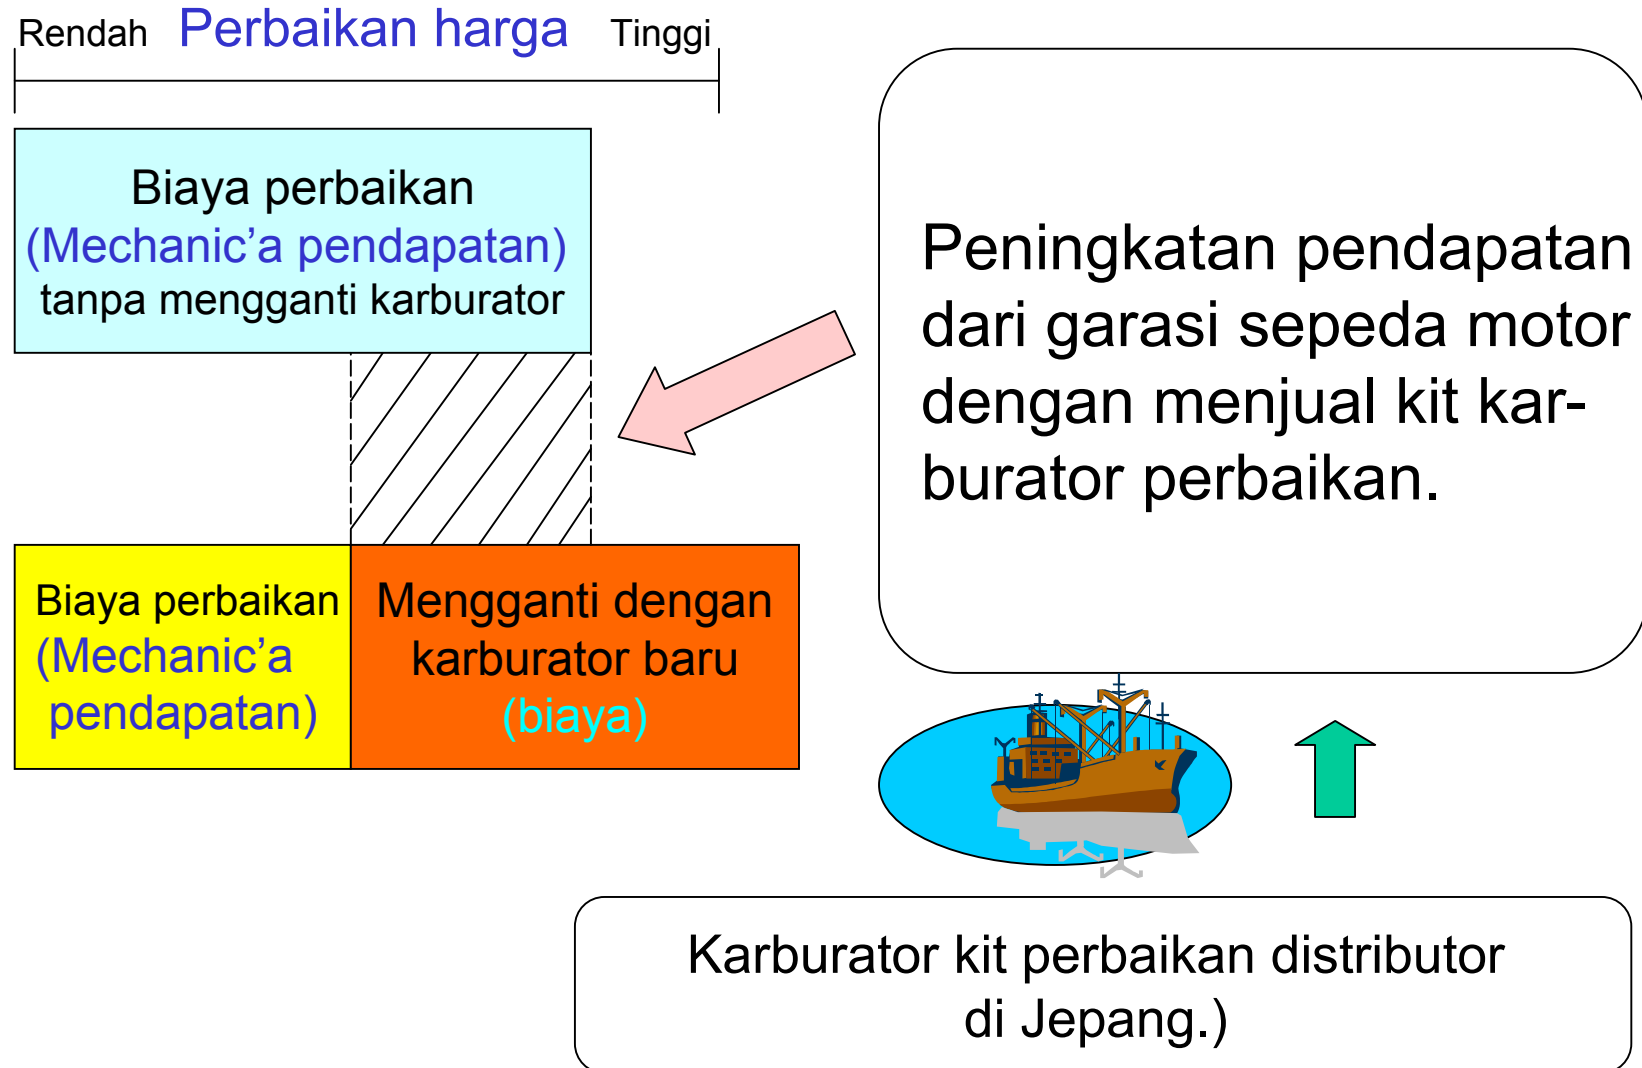 Rendah Perbaikan harga Tinggi
Biaya perbaikan
(Mechanic’a pendapatan)
tanpa mengganti karburator
Peningkatan pendapatan
dari garasi sepeda motor
dengan menjual kit kar-
burator perbaikan.
Biaya perbaikan
(Mechanic’a
pendapatan)
Mengganti dengan
karburator baru
(biaya)
Karburator kit perbaikan distributor
di Jepang.)